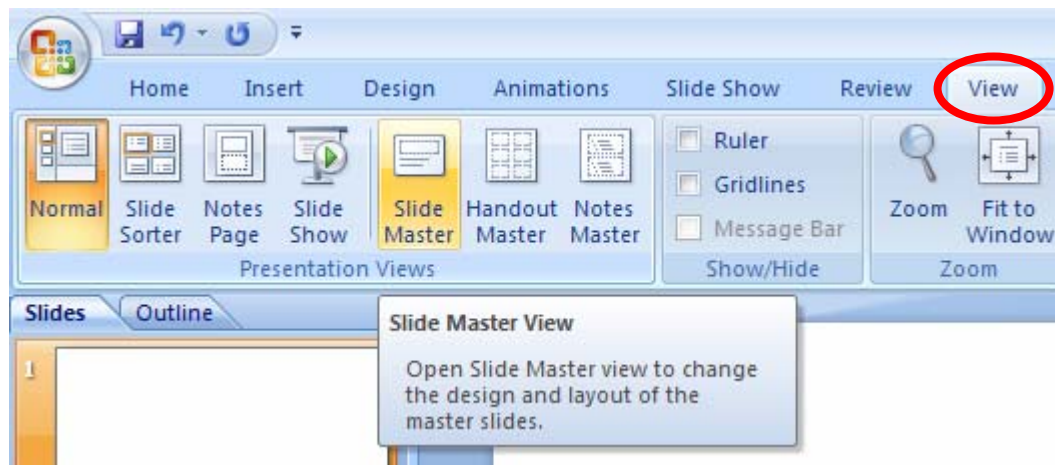 Home Insert Design Animations Slide Show Review View
Normal Slide Sorter Notes Page Slide Show Slide Master Handout Master Notes Master
Ruler
Gridlines
Message Bar
Zoom Fit to Window
Presentation Views Show/Hide Zoom
Slides Outline
Slide Master View
Open Slide Master view to change
the design and layout of the
master slides.
1